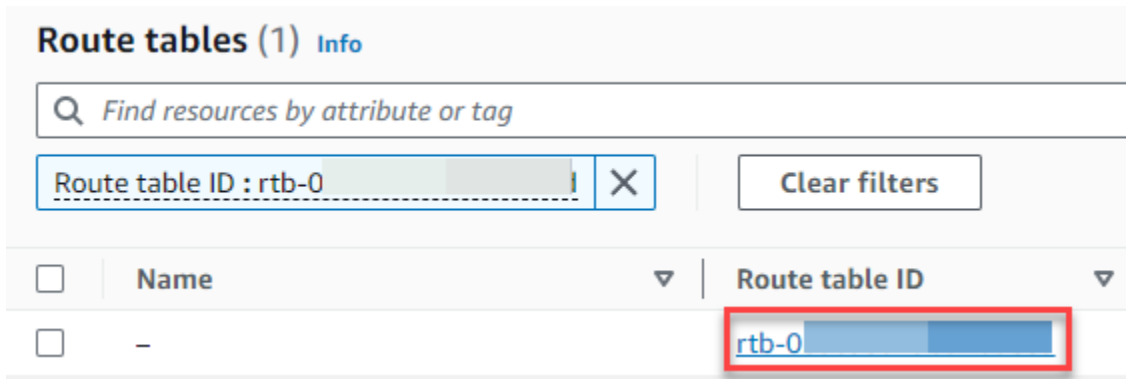 Route tables (1) Info
Find resources by attribute or tag
Route table ID : rtb-0
Clear filters
Name Route table ID
– rtb-0